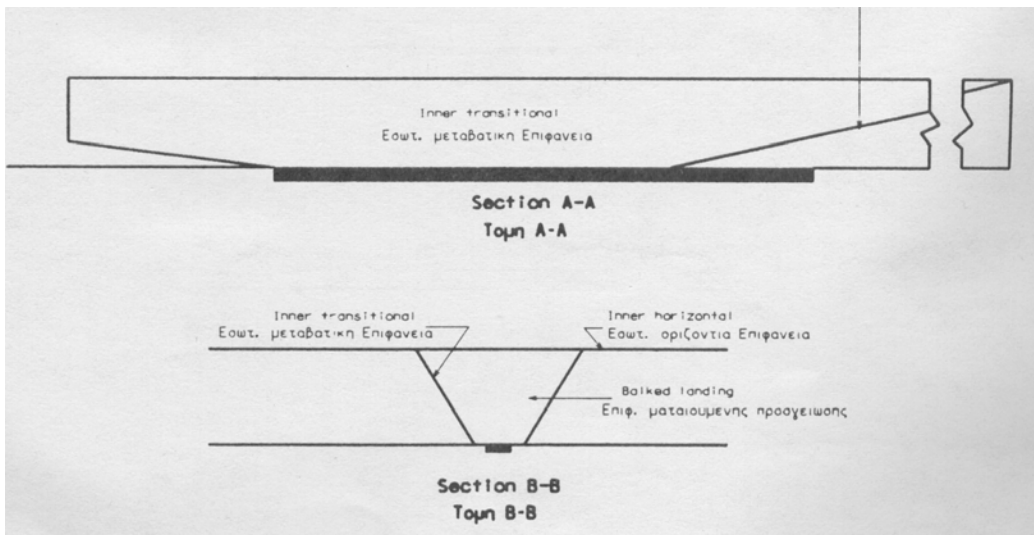 Inner transitional
Εσωτ. μεταβατικη Επιφανεια
Section A-A
Τομη A-A
Inner transitional
Εσωτ. μεταβατικη Επιφανειά
Inner horizontal
Εσωτ. οριζοντια Επιφανεια
Balked landing
Επιφ. ματαιουμενης προσγειωσης
Section B-B
Τομη B-B